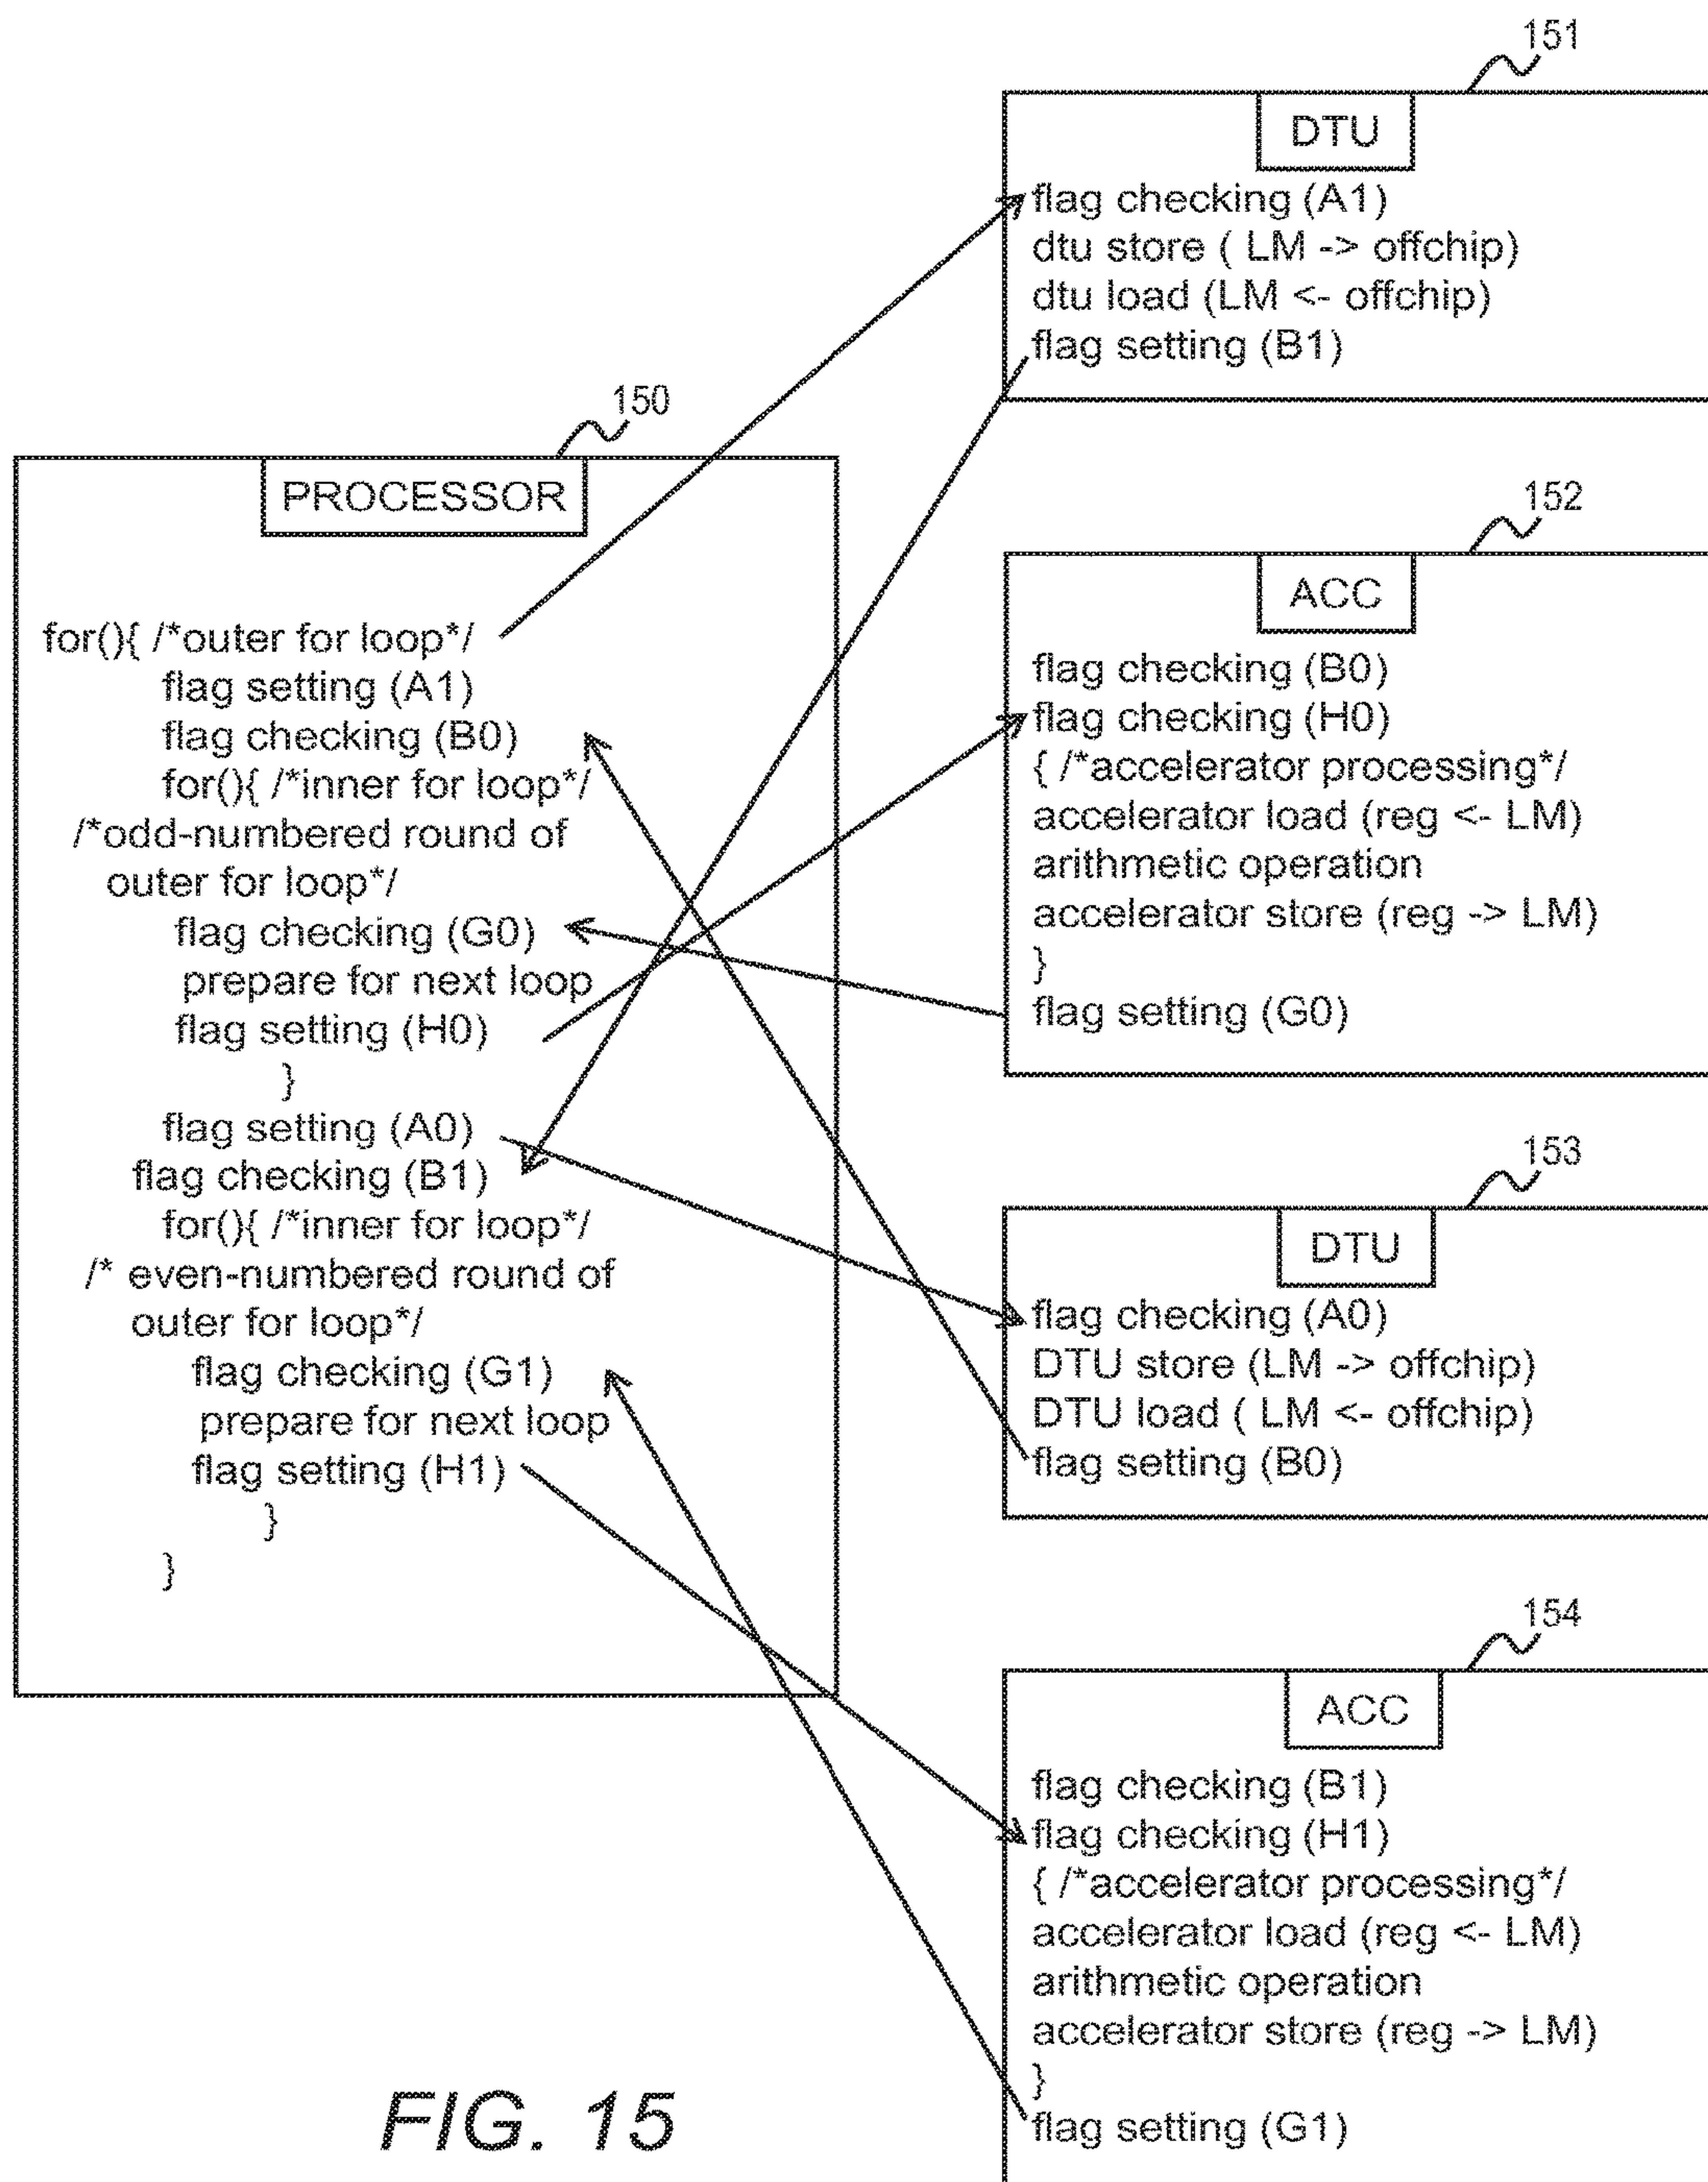 150
PROCESSOR
for(){ /*outer for loop*/
flag setting (A1)
flag checking (B0)
for(){ /*inner for loop*/
/*odd-numbered round of
outer for loop*/
flag checking (G0)
prepare for next loop
flag setting (H0)
}
flag setting (A0)
flag checking (B1)
for(){ /*inner for loop*/
/* even-numbered round of
outer for loop*/
flag checking (G1)
prepare for next loop
flag setting (H1)
}
}
151
DTU
flag checking (A1)
dtu store ( LM -> offchip)
dtu load (LM <- offchip)
flag setting (B1)
152
ACC
flag checking (B0)
flag checking (H0)
{ /*accelerator processing*/
accelerator load (reg <- LM)
arithmetic operation
accelerator store (reg -> LM)
}
flag setting (G0)
153
DTU
flag checking (A0)
DTU store (LM -> offchip)
DTU load ( LM <- offchip)
flag setting (B0)
154
ACC
flag checking (B1)
flag checking (H1)
{ /*accelerator processing*/
accelerator load (reg <- LM)
arithmetic operation
accelerator store (reg -> LM)
}
flag setting (G1)
FIG. 15